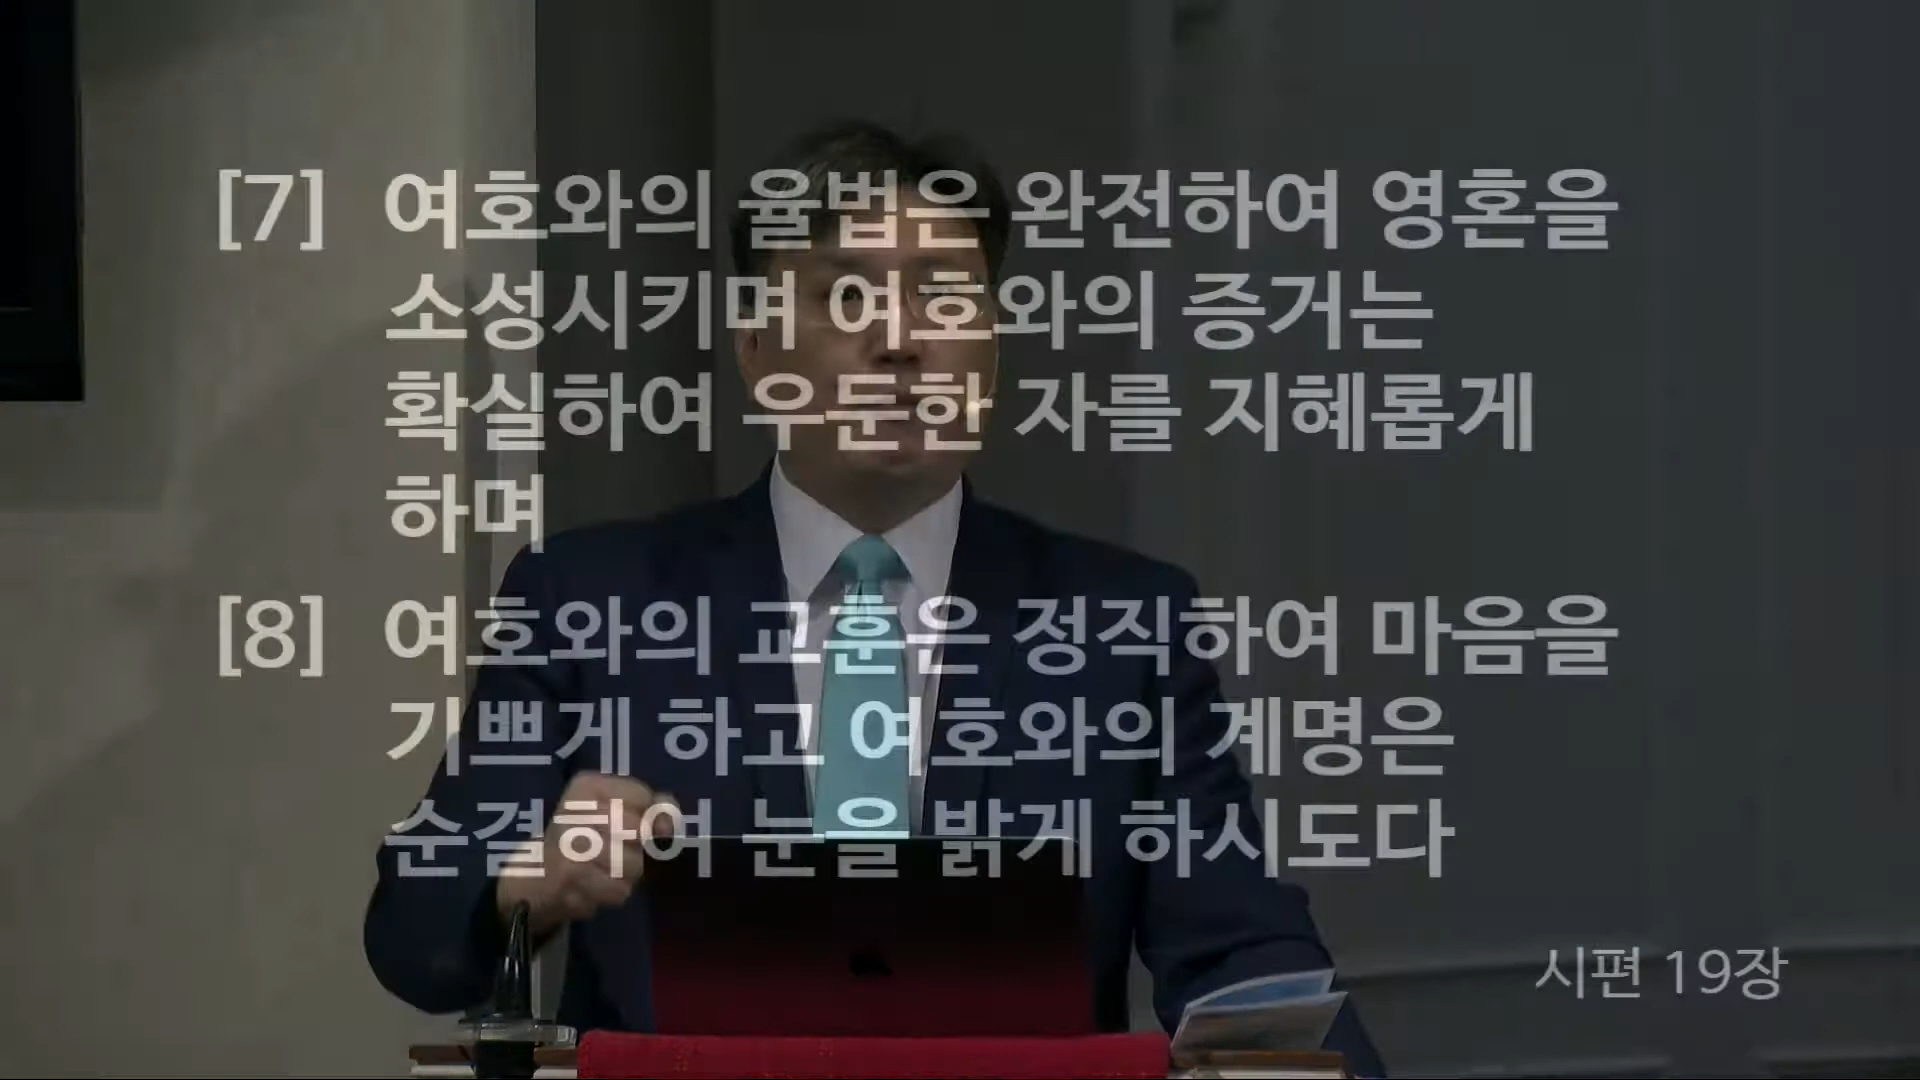 [7] 여호와의 율법은 완전하여 영혼을
소성시키며 여호와의 증거는
확실하여 우둔한 자를 지혜롭게
하며
[8] 여호와의 교훈은 정직하여 마음을
기쁘게 하고 여호와의 계명은
순결하여 눈을 밝게 하시도다
시편 19장